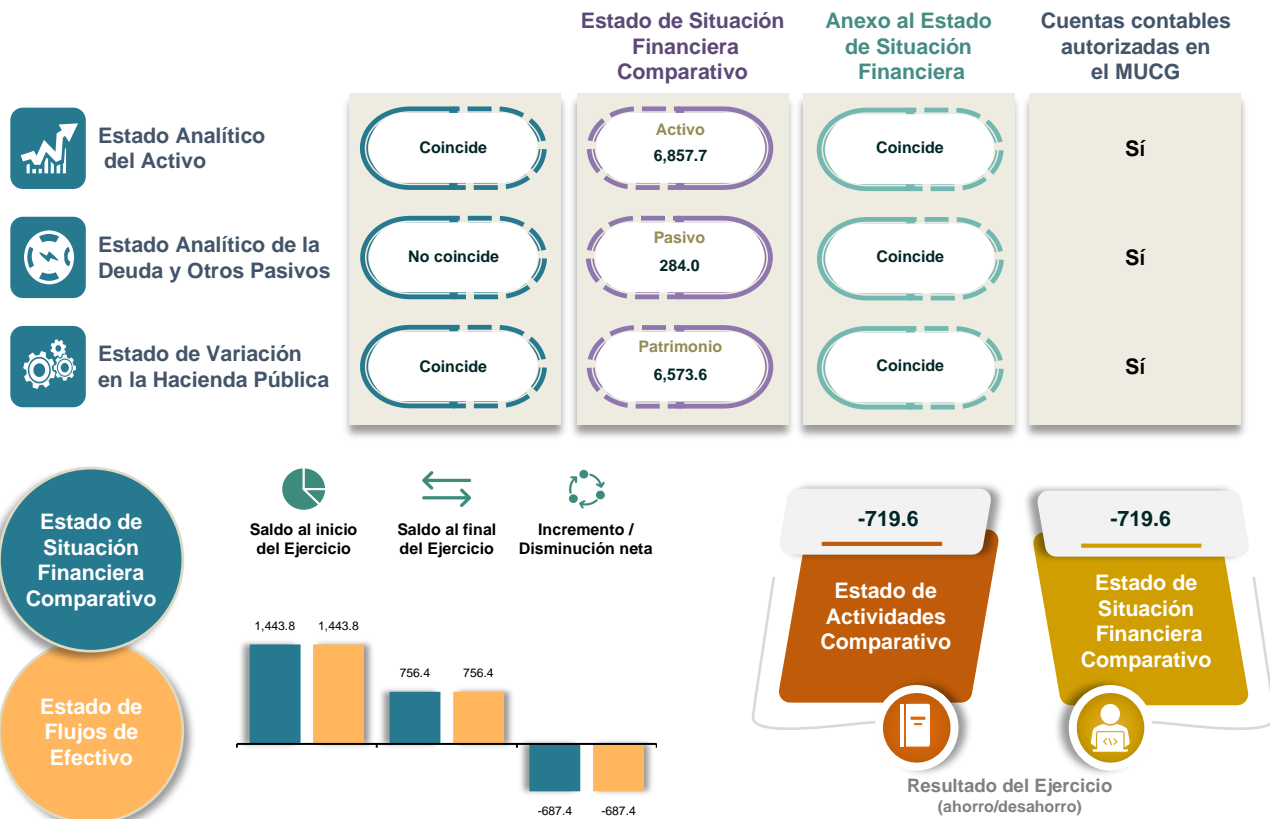 Estado de Situación
Financiera
Comparativo
Anexo al Estado
de Situación
Financiera
Cuentas contables
autorizadas en
el MUCG
Estado Analítico
del Activo
Coincide
Activo
6,857.7
Coincide
Sí
Estado Analítico de la
Deuda y Otros Pasivos
No coincide
Pasivo
284.0
Coincide
Sí
Estado de Variación
en la Hacienda Pública
Coincide
Patrimonio
6,573.6
Coincide
Sí
Estado de
Situación
Financiera
Comparativo
Estado de
Flujos de
Efectivo
Saldo al inicio
del Ejercicio
Saldo al final
del Ejercicio
Incremento /
Disminución neta
1,443.8
1,443.8
756.4
756.4
-687.4
-687.4
-719.6
Estado de
Actividades
Comparativo
-719.6
Estado de
Situación
Financiera
Comparativo
Resultado del Ejercicio
(ahorro/desahorro)